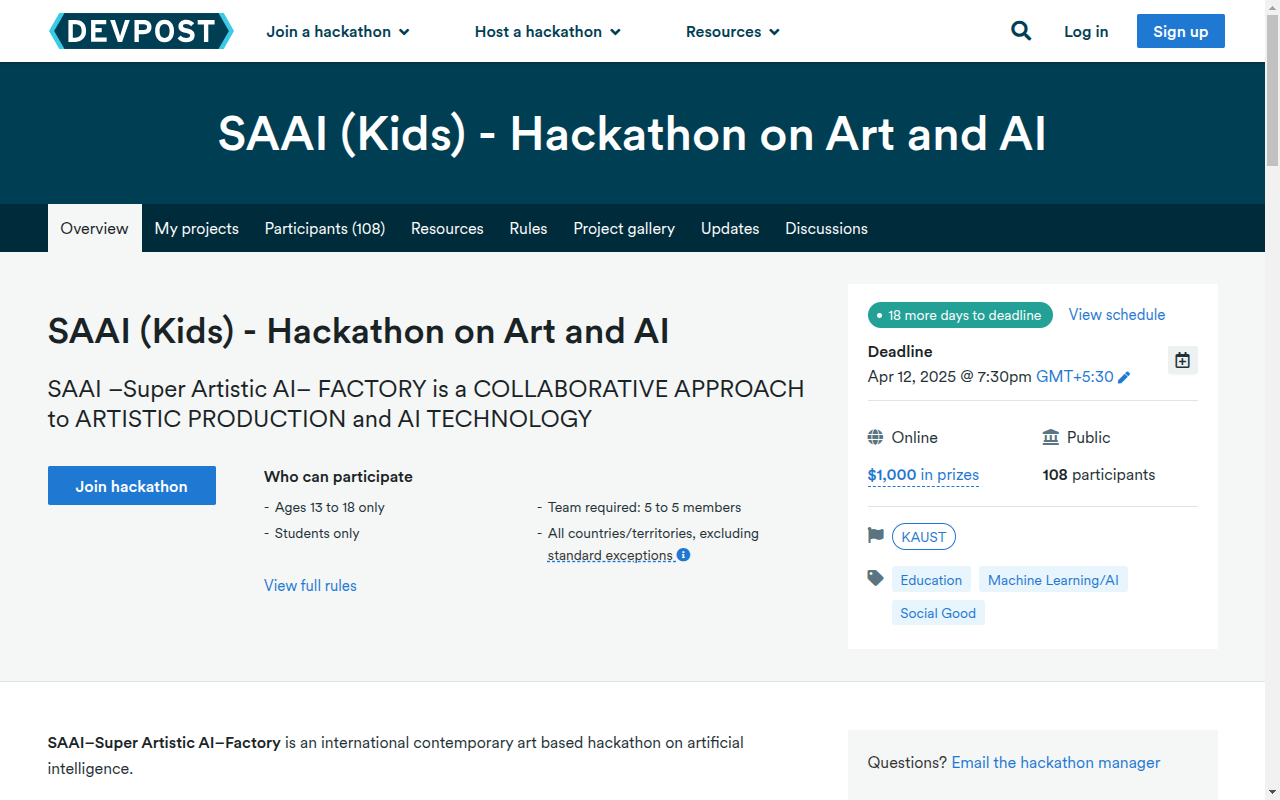 DEVPOST Join a hackathon Host a hackathon Resources Log in Sign up
SAAI (Kids) - Hackathon on Art and AI
Overview My projects Participants (108) Resources Rules Project gallery Updates Discussions
SAAI (Kids) - Hackathon on Art and AI
SAAI –Super Artistic AI– FACTORY is a COLLABORATIVE APPROACH
to ARTISTIC PRODUCTION and AI TECHNOLOGY
Join hackathon
Who can participate
- Ages 13 to 18 only
- Students only
- Team required: 5 to 5 members
- All countries/territories, excluding
standard exceptions
View full rules
18 more days to deadline View schedule
Deadline
Apr 12, 2025 @ 7:30pm GMT+5:30
Online Public
$1,000 in prizes 108 participants
KAUST
Education Machine Learning/AI
Social Good
SAAI–Super Artistic AI–Factory is an international contemporary art based hackathon on artificial
intelligence.
Questions? Email the hackathon manager